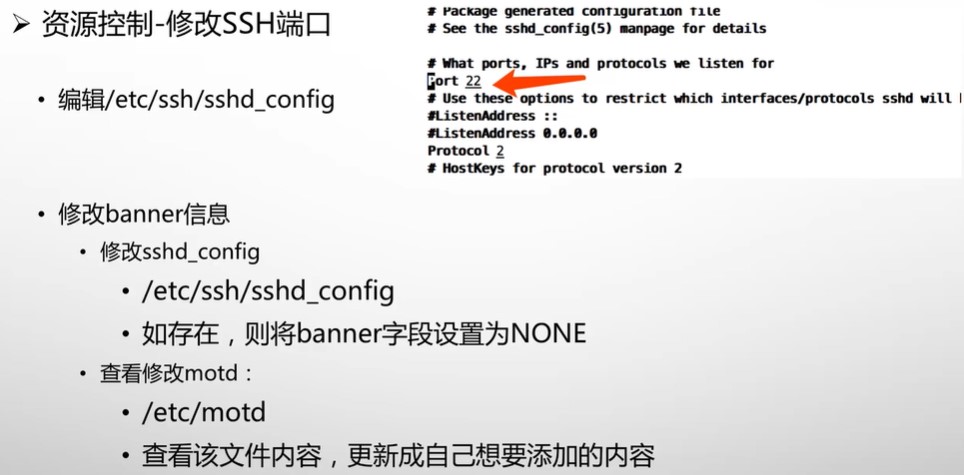 ➢ 资源控制-修改SSH端口
# Package generated configuration file
# See the sshd_config(5) manpage for details
# What ports, IPs and protocols we listen for
Port 22
# Use these options to restrict which interfaces/protocols sshd will
#ListenAddress ::
#ListenAddress 0.0.0.0
Protocol 2
# HostKeys for protocol version 2
• 编辑/etc/ssh/sshd_config
• 修改banner信息
• 修改sshd_config
• /etc/ssh/sshd_config
• 如存在，则将banner字段设置为NONE
• 查看修改motd：
• /etc/motd
• 查看该文件内容，更新成自己想要添加的内容